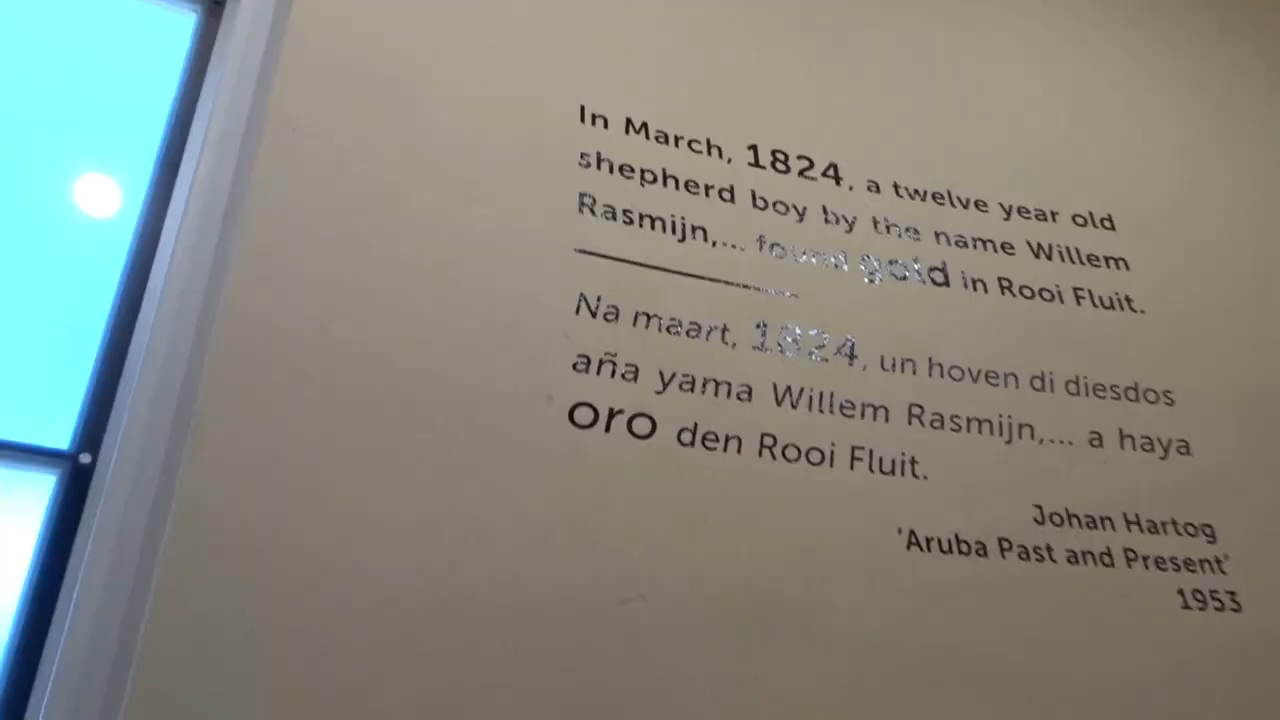 In March, 1824, a twelve year old
shepherd boy by the name Willem
Rasmijn,... found gold in Rooi Fluit.
Na maart, 1824, un hoven di diesdos
aña yama Willem Rasmijn,... a haya
oro den Rooi Fluit.
Johan Hartog
'Aruba Past and Present'
1953